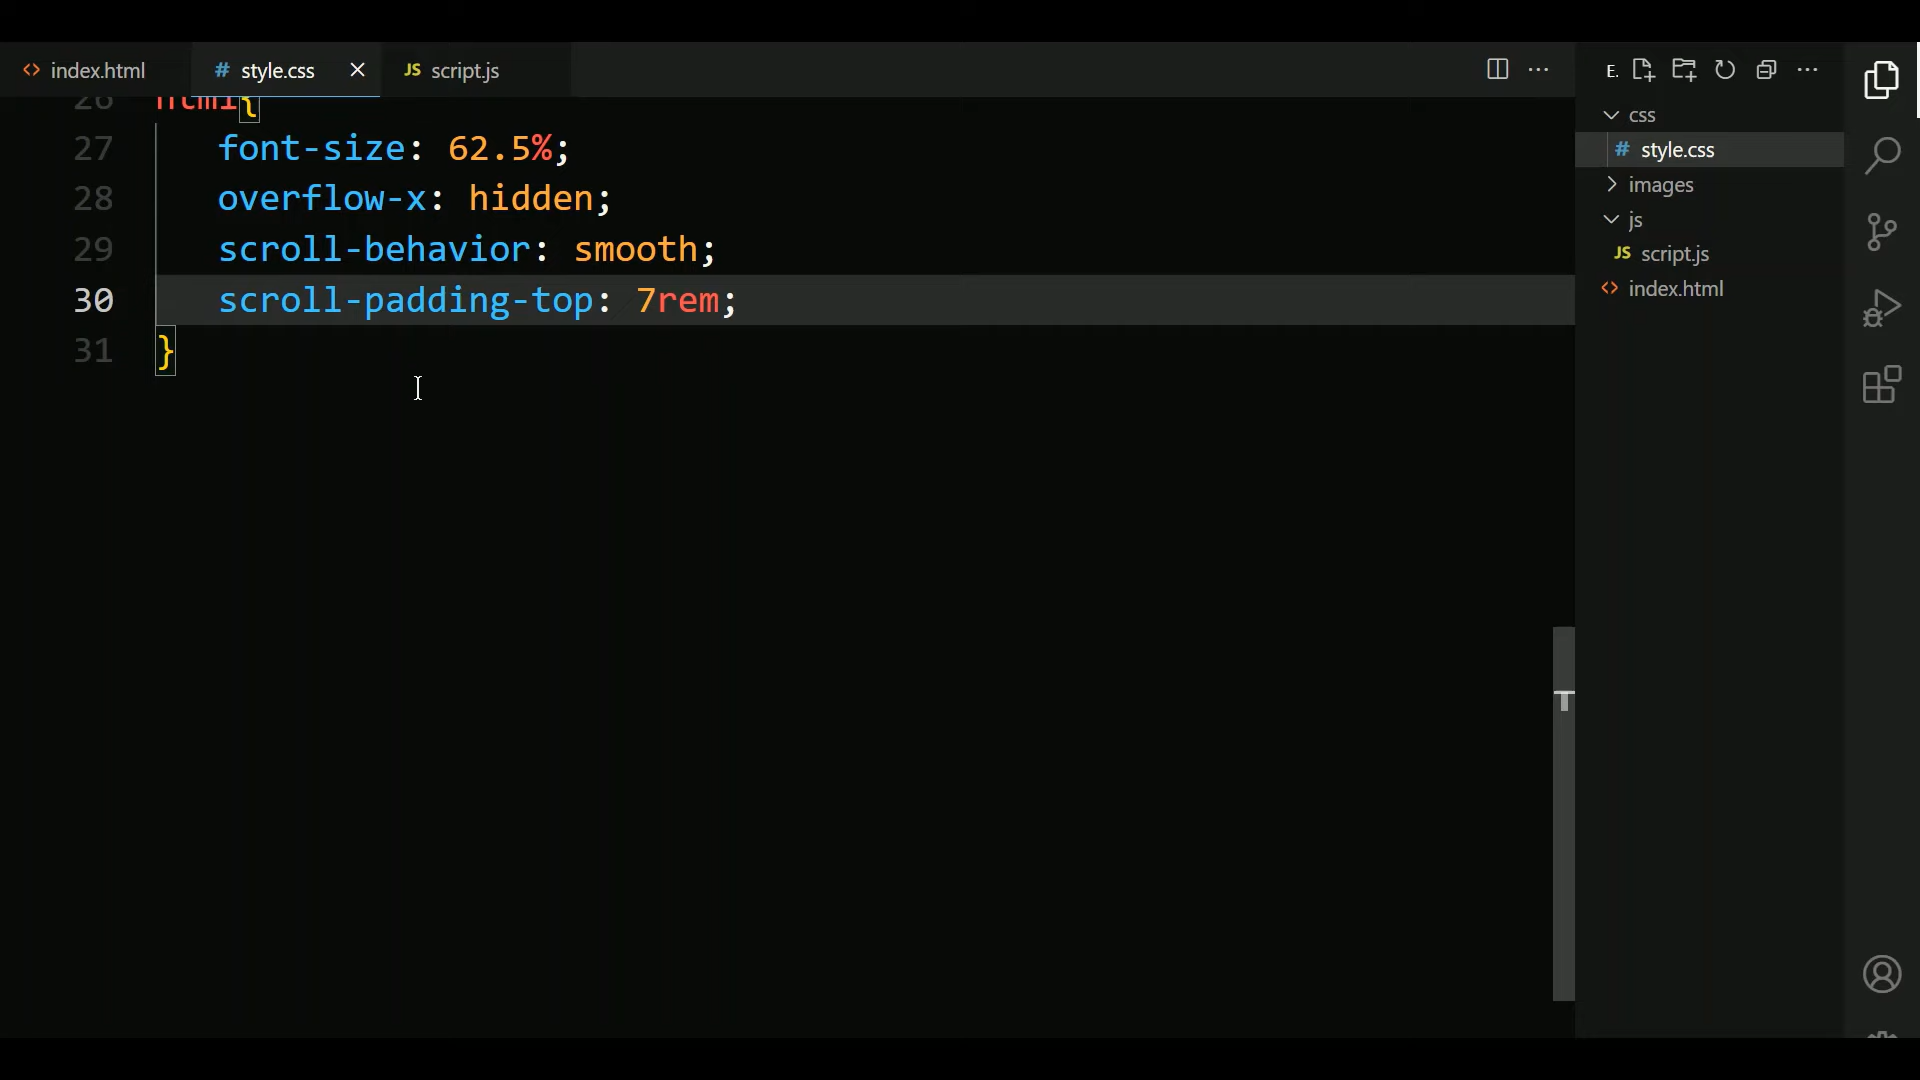 index.html
style.css
JS script.js
E.
26 html{
27 font-size: 62.5%;
28 overflow-x: hidden;
29 scroll-behavior: smooth;
30 scroll-padding-top: 7rem;
31 }
css
# style.css
images
js
JS script.js
index.html